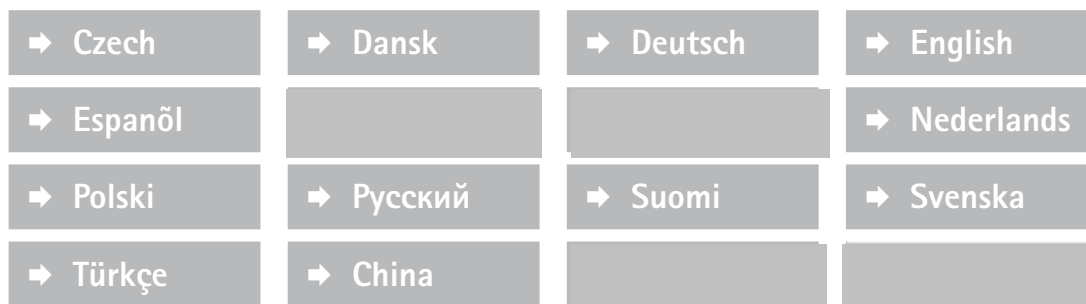 ➡ Czech ➡ Dansk ➡ Deutsch ➡ English
➡ Espanõl ➡ Nederlands
➡ Polski ➡ Русский ➡ Suomi ➡ Svenska
➡ Türkçe ➡ China